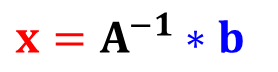 x = A⁻¹ * b